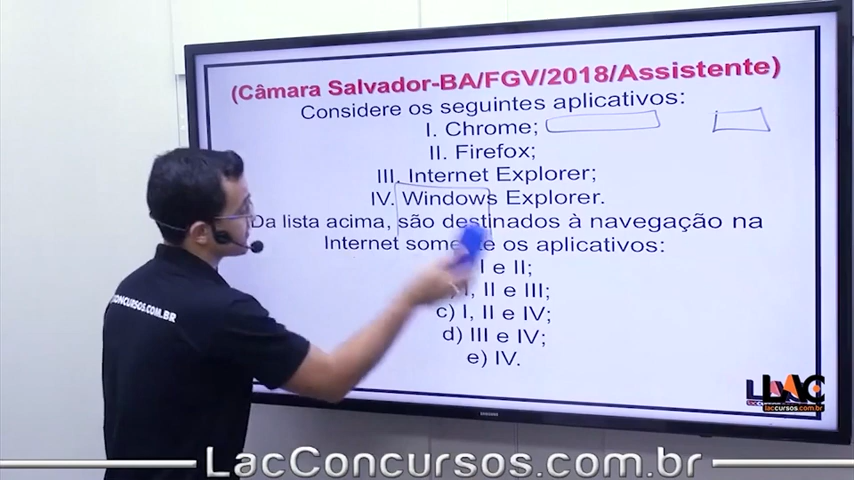 (Câmara Salvador-BA/FGV/2018/Assistente)
Considere os seguintes aplicativos:
I. Chrome;
II. Firefox;
III. Internet Explorer;
IV. Windows Explorer.
Da lista acima, são destinados à navegação na
Internet somente os aplicativos:
I e II;
I, II e III;
c) I, II e IV;
d) III e IV;
e) IV.
CONCURSOS.COM.BR
LAC
laccursos.com.br
LacConcursos.com.br